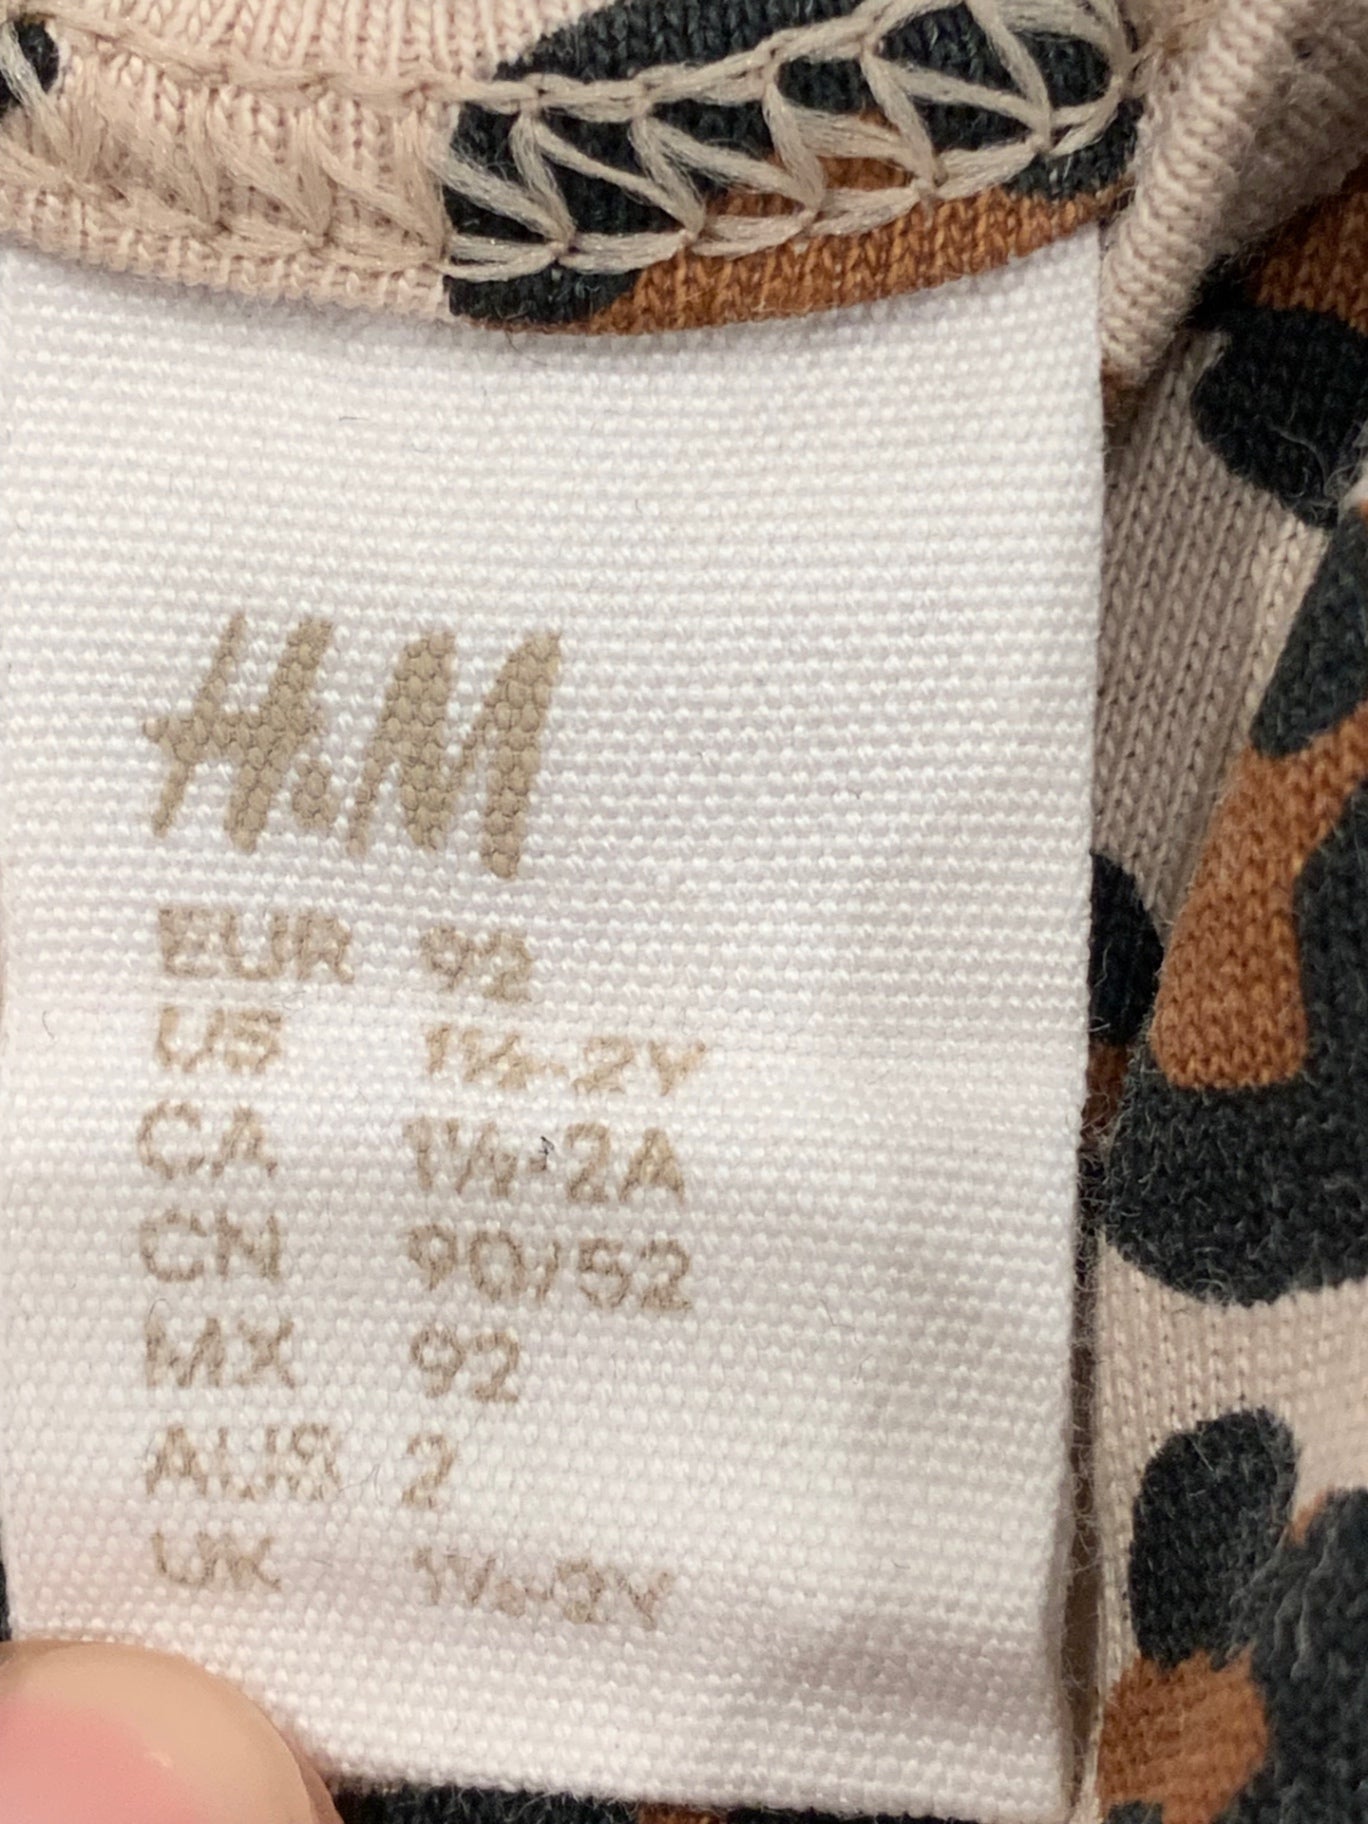 H&M
EUR 92
US 1½-2Y
CA 1½-2A
CN 90/52
MX 92
AUS 2
UK 1½-2Y